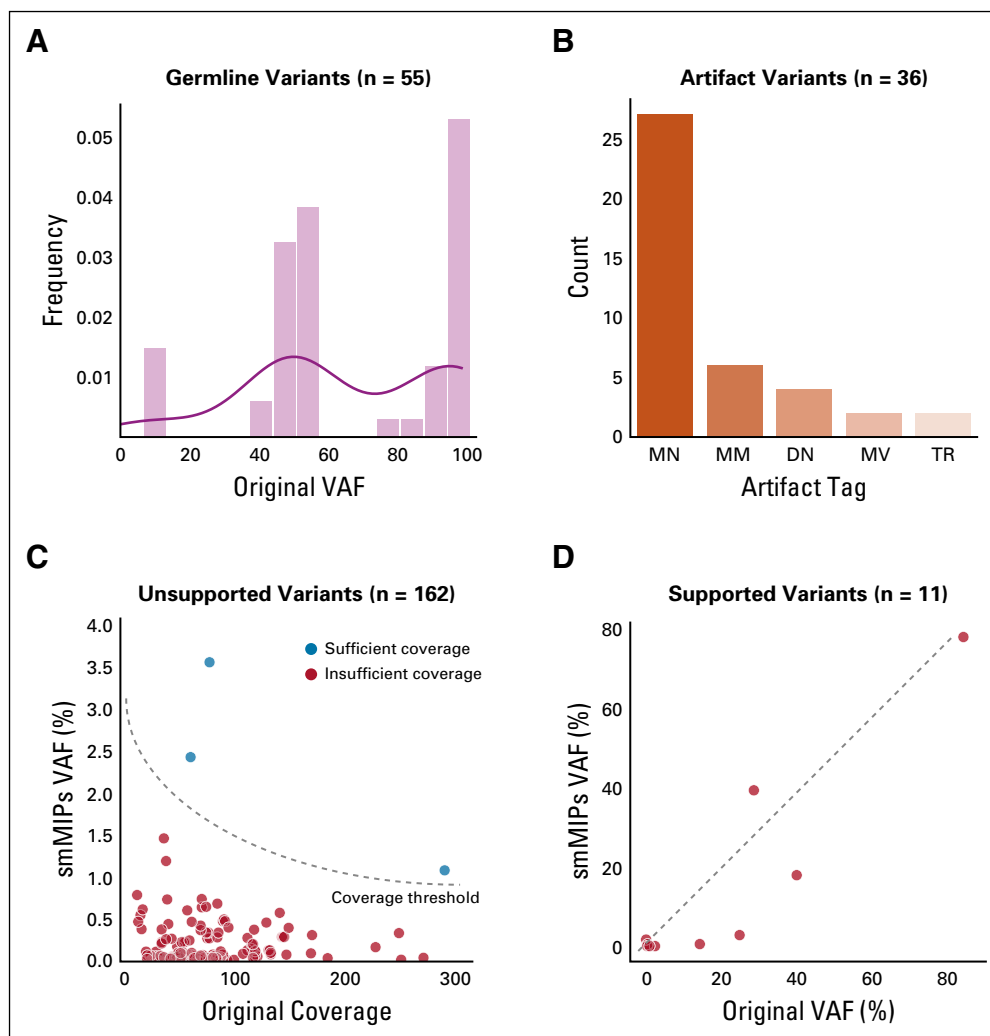 A
Germline Variants (n = 55)
Frequency
0.05
0.04
0.03
0.02
0.01
0 20 40 60 80 100
Original VAF
B
Artifact Variants (n = 36)
Count
25
20
15
10
5
0
MN MM DN MV TR
Artifact Tag
C
Unsupported Variants (n = 162)
smMIPs VAF (%)
4.0
3.5
3.0
2.5
2.0
1.5
1.0
0.5
0.0
Sufficient coverage
Insufficient coverage
Coverage threshold
0 100 200 300
Original Coverage
D
Supported Variants (n = 11)
smMIPs VAF (%)
80
60
40
20
0
0 20 40 60 80
Original VAF (%)